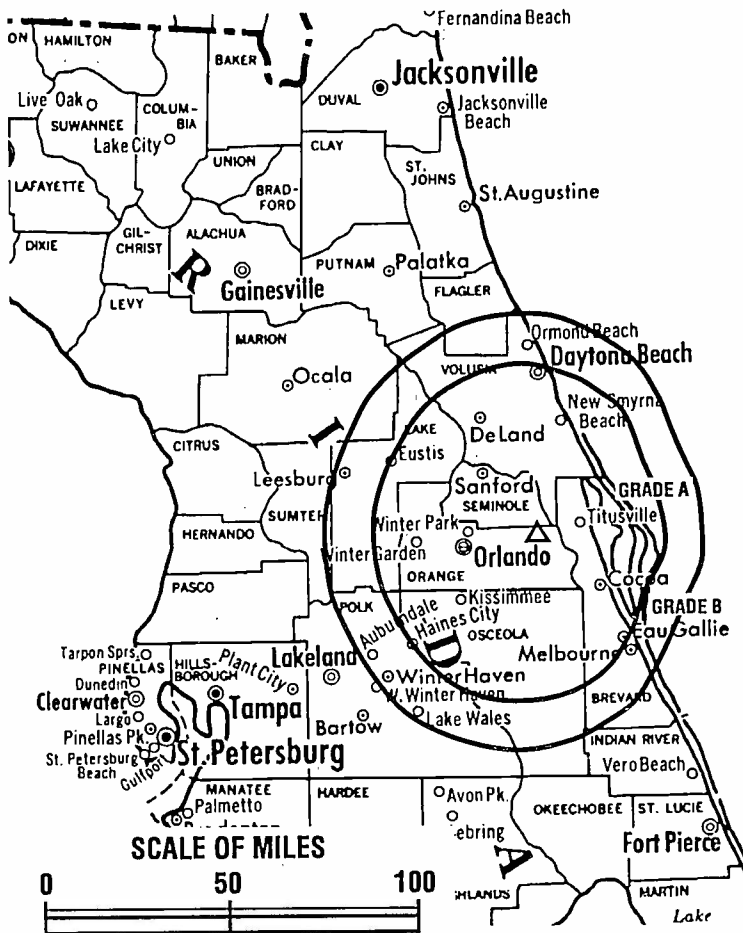 Fernandina Beach
ON
HAMILTON
BAKER
Jacksonville
DUVAL
Live Oak
COLUM-
BIA
Jacksonville
Beach
SUWANNEE
Lake City
CLAY
UNION
ST.
JOHNS
LAFAYETTE
BRAD-
FORD
St. Augustine
GIL-
CHRIST
ALACHUA
DIXIE
R
PUTNAM
Palatka
Gainesville
FLAGLER
LEVY
MARION
Ormond Beach
Daytona Beach
VOLUSIA
Ocala
New Smyrna
Beach
I
LAKE
DeLand
CITRUS
Eustis
Leesburg
Sanford
GRADE A
SEMINOLE
SUMTER
Titusville
Winter Park
HERNANDO
Winter Garden
Orlando
ORANGE
PASCO
Cocoa
POLK
Kissimmee
GRADE B
Auburndale
Haines City
OSCEOLA
Eau Gallie
Tarpon Sprs.
HILLS-
BOROUGH
Plant City
Lakeland
D
Melbourne
PINELLAS
Dunedin
Winter Haven
W. Winter Haven
BREVARD
Clearwater
Tampa
Largo
Bartow
Lake Wales
Pinellas Pk.
St. Petersburg
INDIAN RIVER
St. Petersburg
Beach
Gulfport
Vero Beach
MANATEE
HARDEE
Avon Pk.
OKEECHOBEE
ST. LUCIE
Palmetto
ebring
Fort Pierce
SCALE OF MILES
A
0
50
100
GHLANDS
MARTIN
Lake